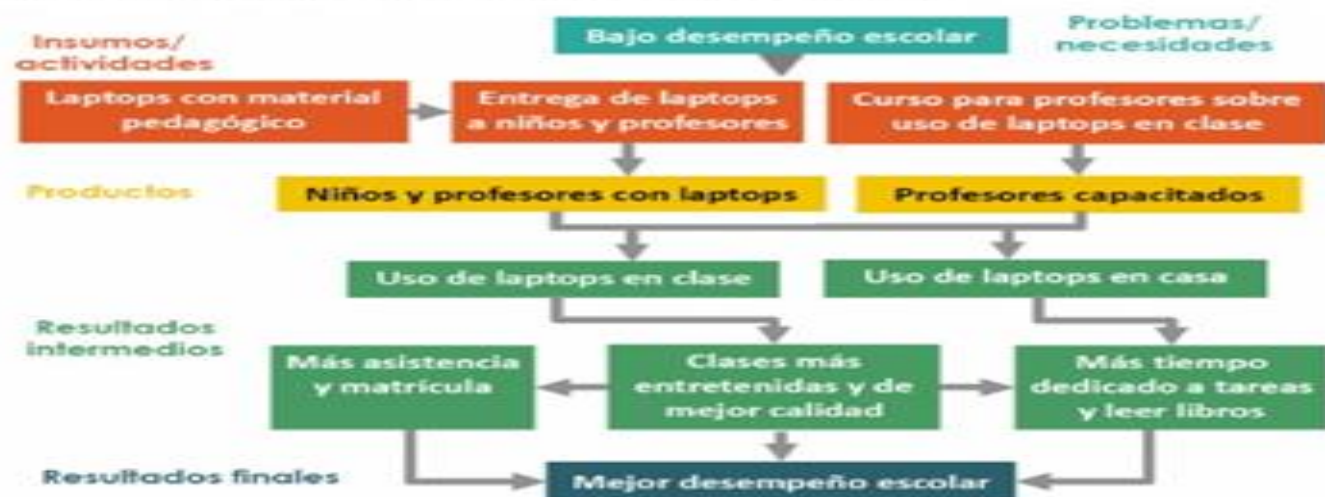 Bajo desempeño escolar
Problemas/
necesidades
Insumos/
actividades
Laptops con material
pedagógico
Entrega de laptops
a niños y profesores
Curso para profesores sobre
uso de laptops en clase
Productos
Niños y profesores con laptops
Profesores capacitados
Uso de laptops en clase
Uso de laptops en casa
Resultados
intermedios
Más asistencia
y matrícula
Clases más
entretenidas y de
mejor calidad
Más tiempo
dedicado a tareas
y leer libros
Resultados finales
Mejor desempeño escolar